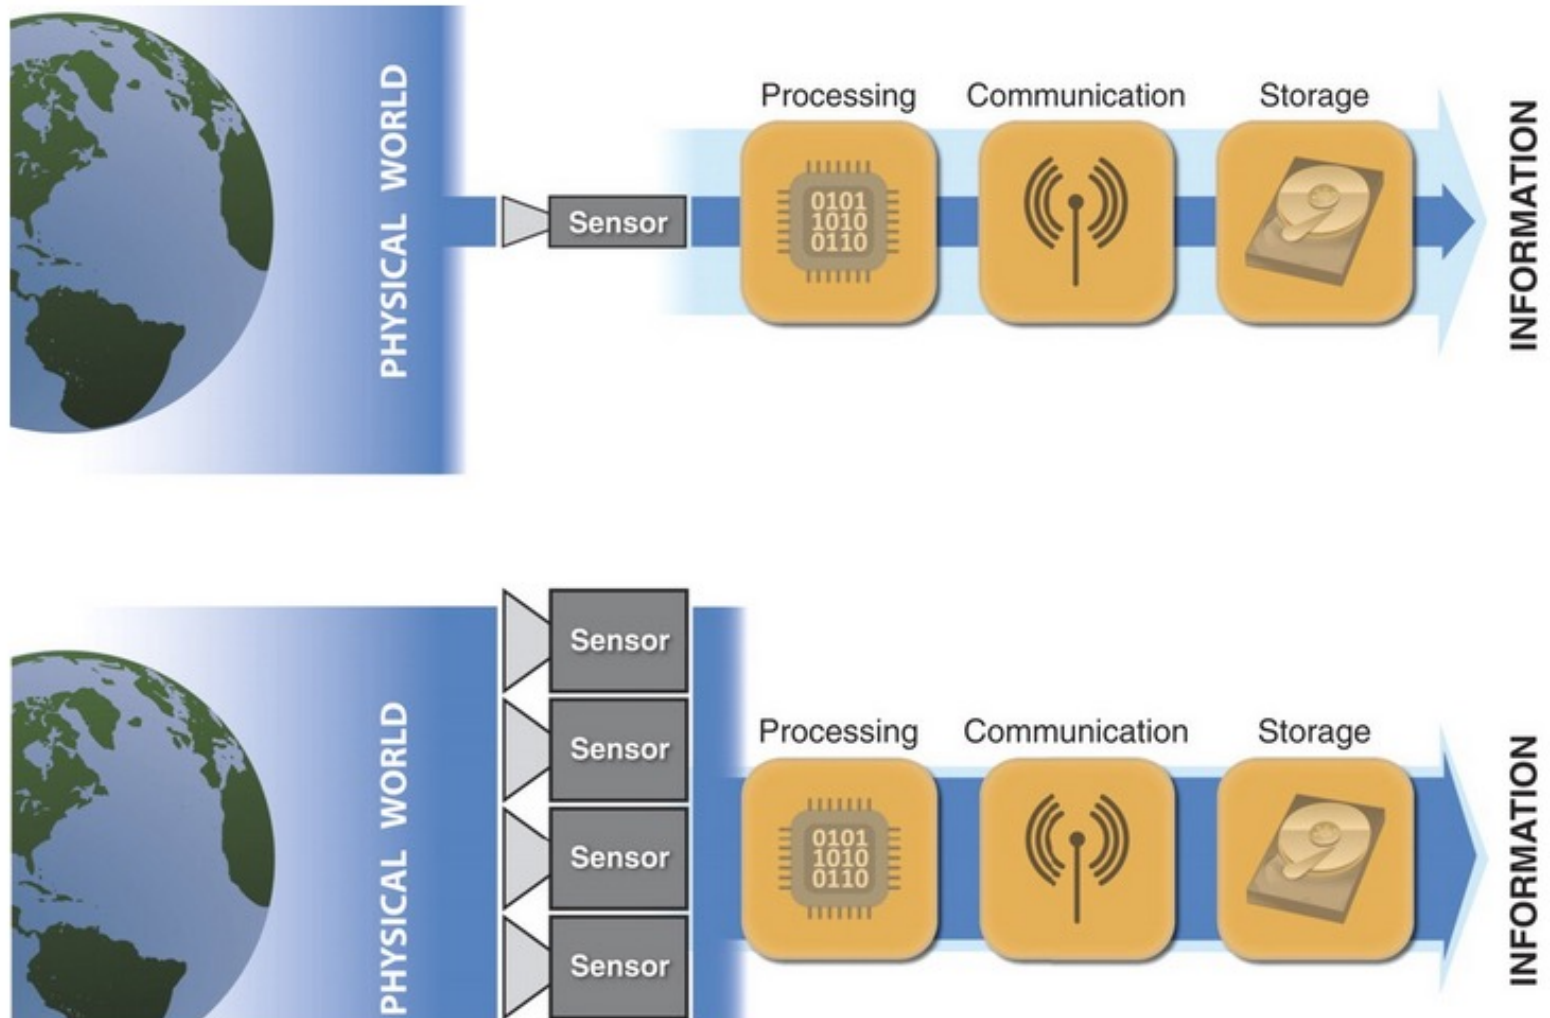 PHYSICAL WORLD
Sensor
Processing
0101
1010
0110
Communication
Storage
INFORMATION
PHYSICAL WORLD
Sensor
Sensor
Sensor
Sensor
Processing
0101
1010
0110
Communication
Storage
INFORMATION